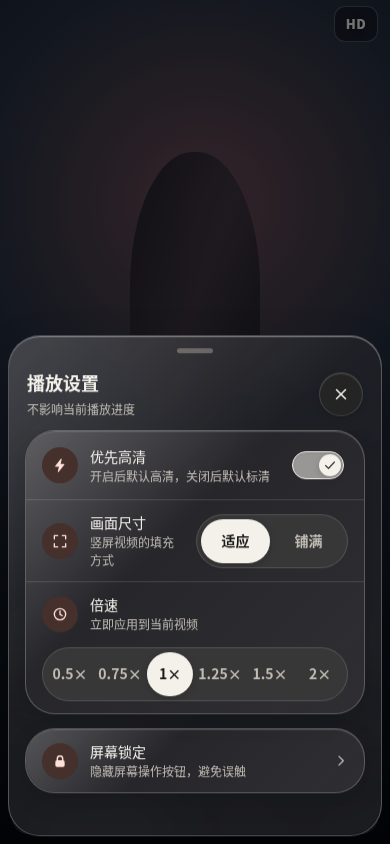 HD
播放设置
不影响当前播放进度
优先高清
开启后默认高清，关闭后默认标清
画面尺寸
竖屏视频的填充
方式
适应
铺满
倍速
立即应用到当前视频
0.5× 0.75× 1× 1.25× 1.5× 2×
屏幕锁定
隐藏屏幕操作按钮，避免误触